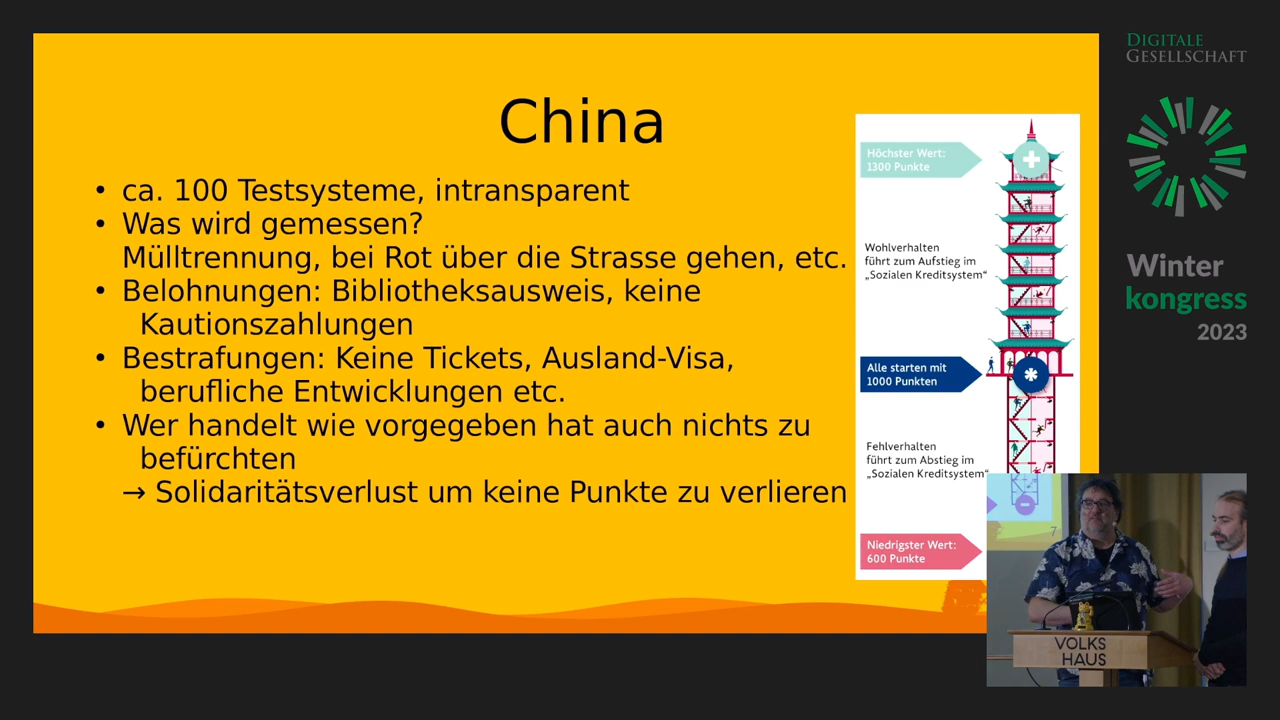 China
• ca. 100 Testsysteme, intransparent
• Was wird gemessen?
Mülltrennung, bei Rot über die Strasse gehen, etc.
• Belohnungen: Bibliotheksausweis, keine
Kautionszahlungen
• Bestrafungen: Keine Tickets, Ausland-Visa,
berufliche Entwicklungen etc.
• Wer handelt wie vorgegeben hat auch nichts zu
befürchten
→ Solidaritätsverlust um keine Punkte zu verlieren
Höchster Wert:
1300 Punkte
Wohlverhalten
führt zum Aufstieg im
„Sozialen Kreditsystem“
Alle starten mit
1000 Punkten
Fehlverhalten
führt zum Abstieg im
„Sozialen Kreditsystem“
Niedrigster Wert:
600 Punkte
DIGITALE
GESELLSCHAFT
Winter
kongress
2023
7
VOLKS
HAUS